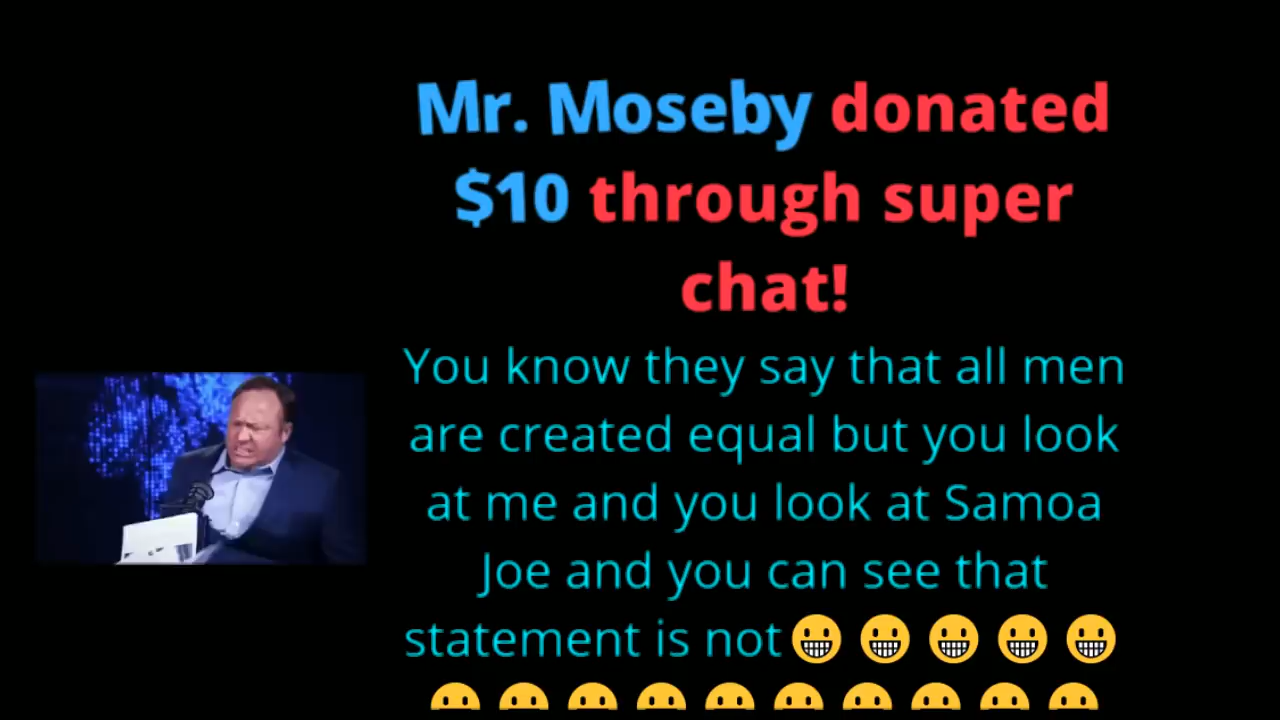 Mr. Moseby donated
$10 through super
chat!
You know they say that all men
are created equal but you look
at me and you look at Samoa
Joe and you can see that
statement is not 😀 😀 😀 😀 😀
😀 😀 😀 😀 😀 😀 😀 😀 😀 😀